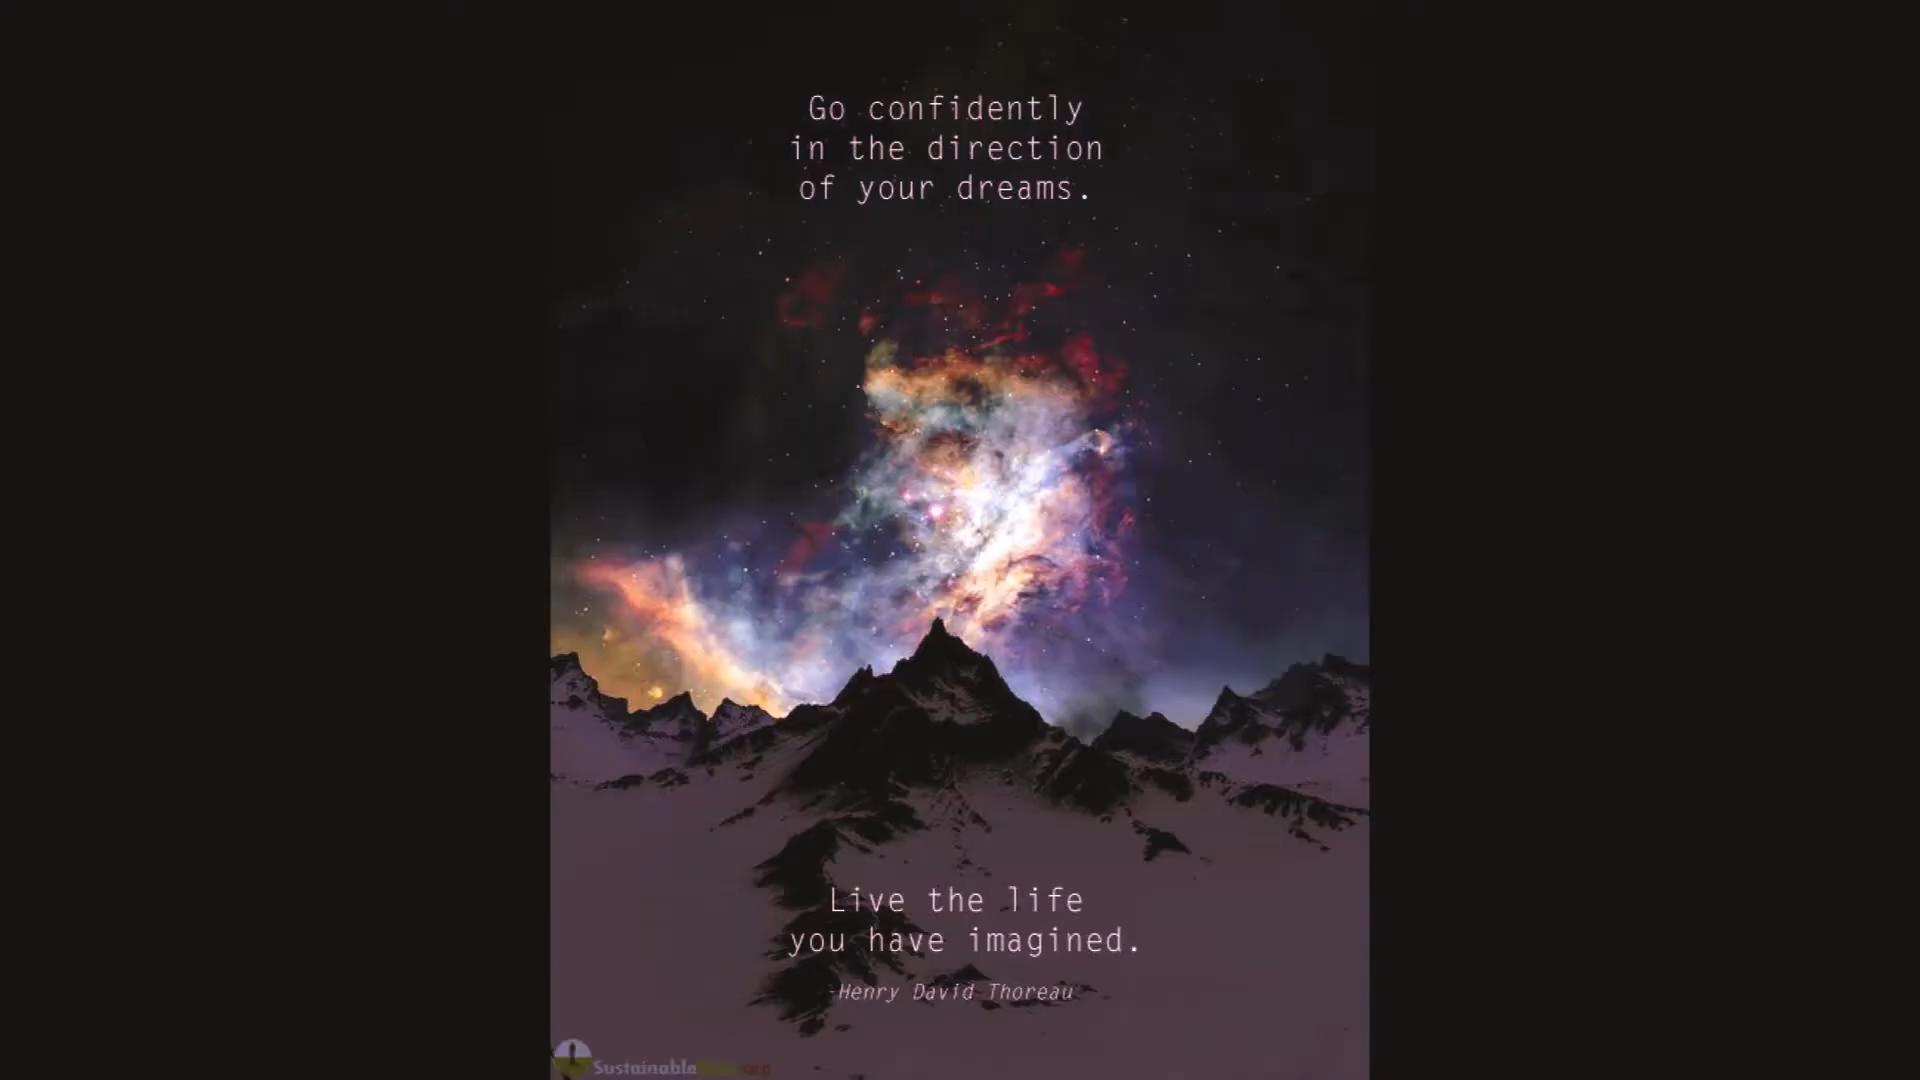 Go confidently
in the direction
of your dreams.
Live the life
you have imagined.
-Henry David Thoreau
Sustainable